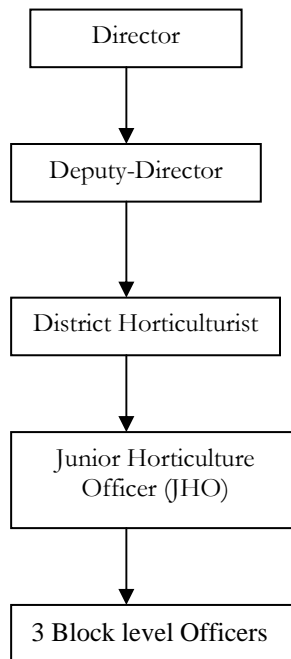 Director
Deputy-Director
District Horticulturist
Junior Horticulture
Officer (JHO)
3 Block level Officers